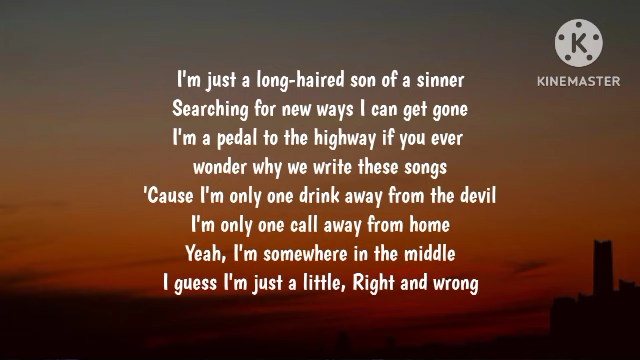 KINEMASTER
I'm just a long-haired son of a sinner
Searching for new ways I can get gone
I'm a pedal to the highway if you ever
wonder why we write these songs
'Cause I'm only one drink away from the devil
I'm only one call away from home
Yeah, I'm somewhere in the middle
I guess I'm just a little, Right and wrong